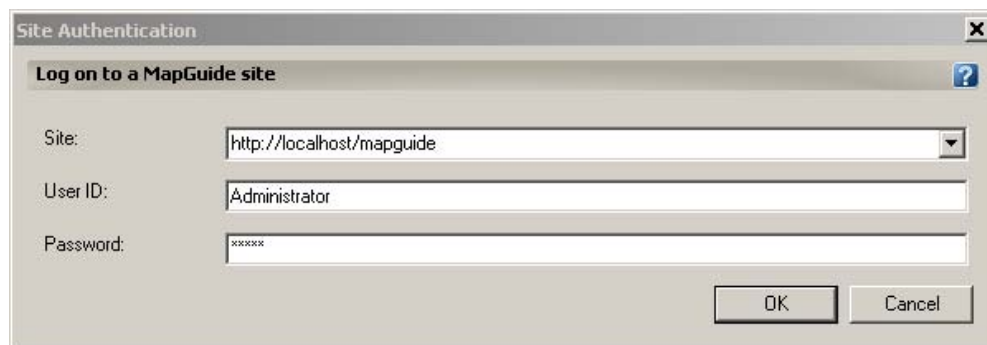 Site Authentication
Log on to a MapGuide site
Site:
http://localhost/mapguide
User ID:
Administrator
Password:
×××××
OK
Cancel